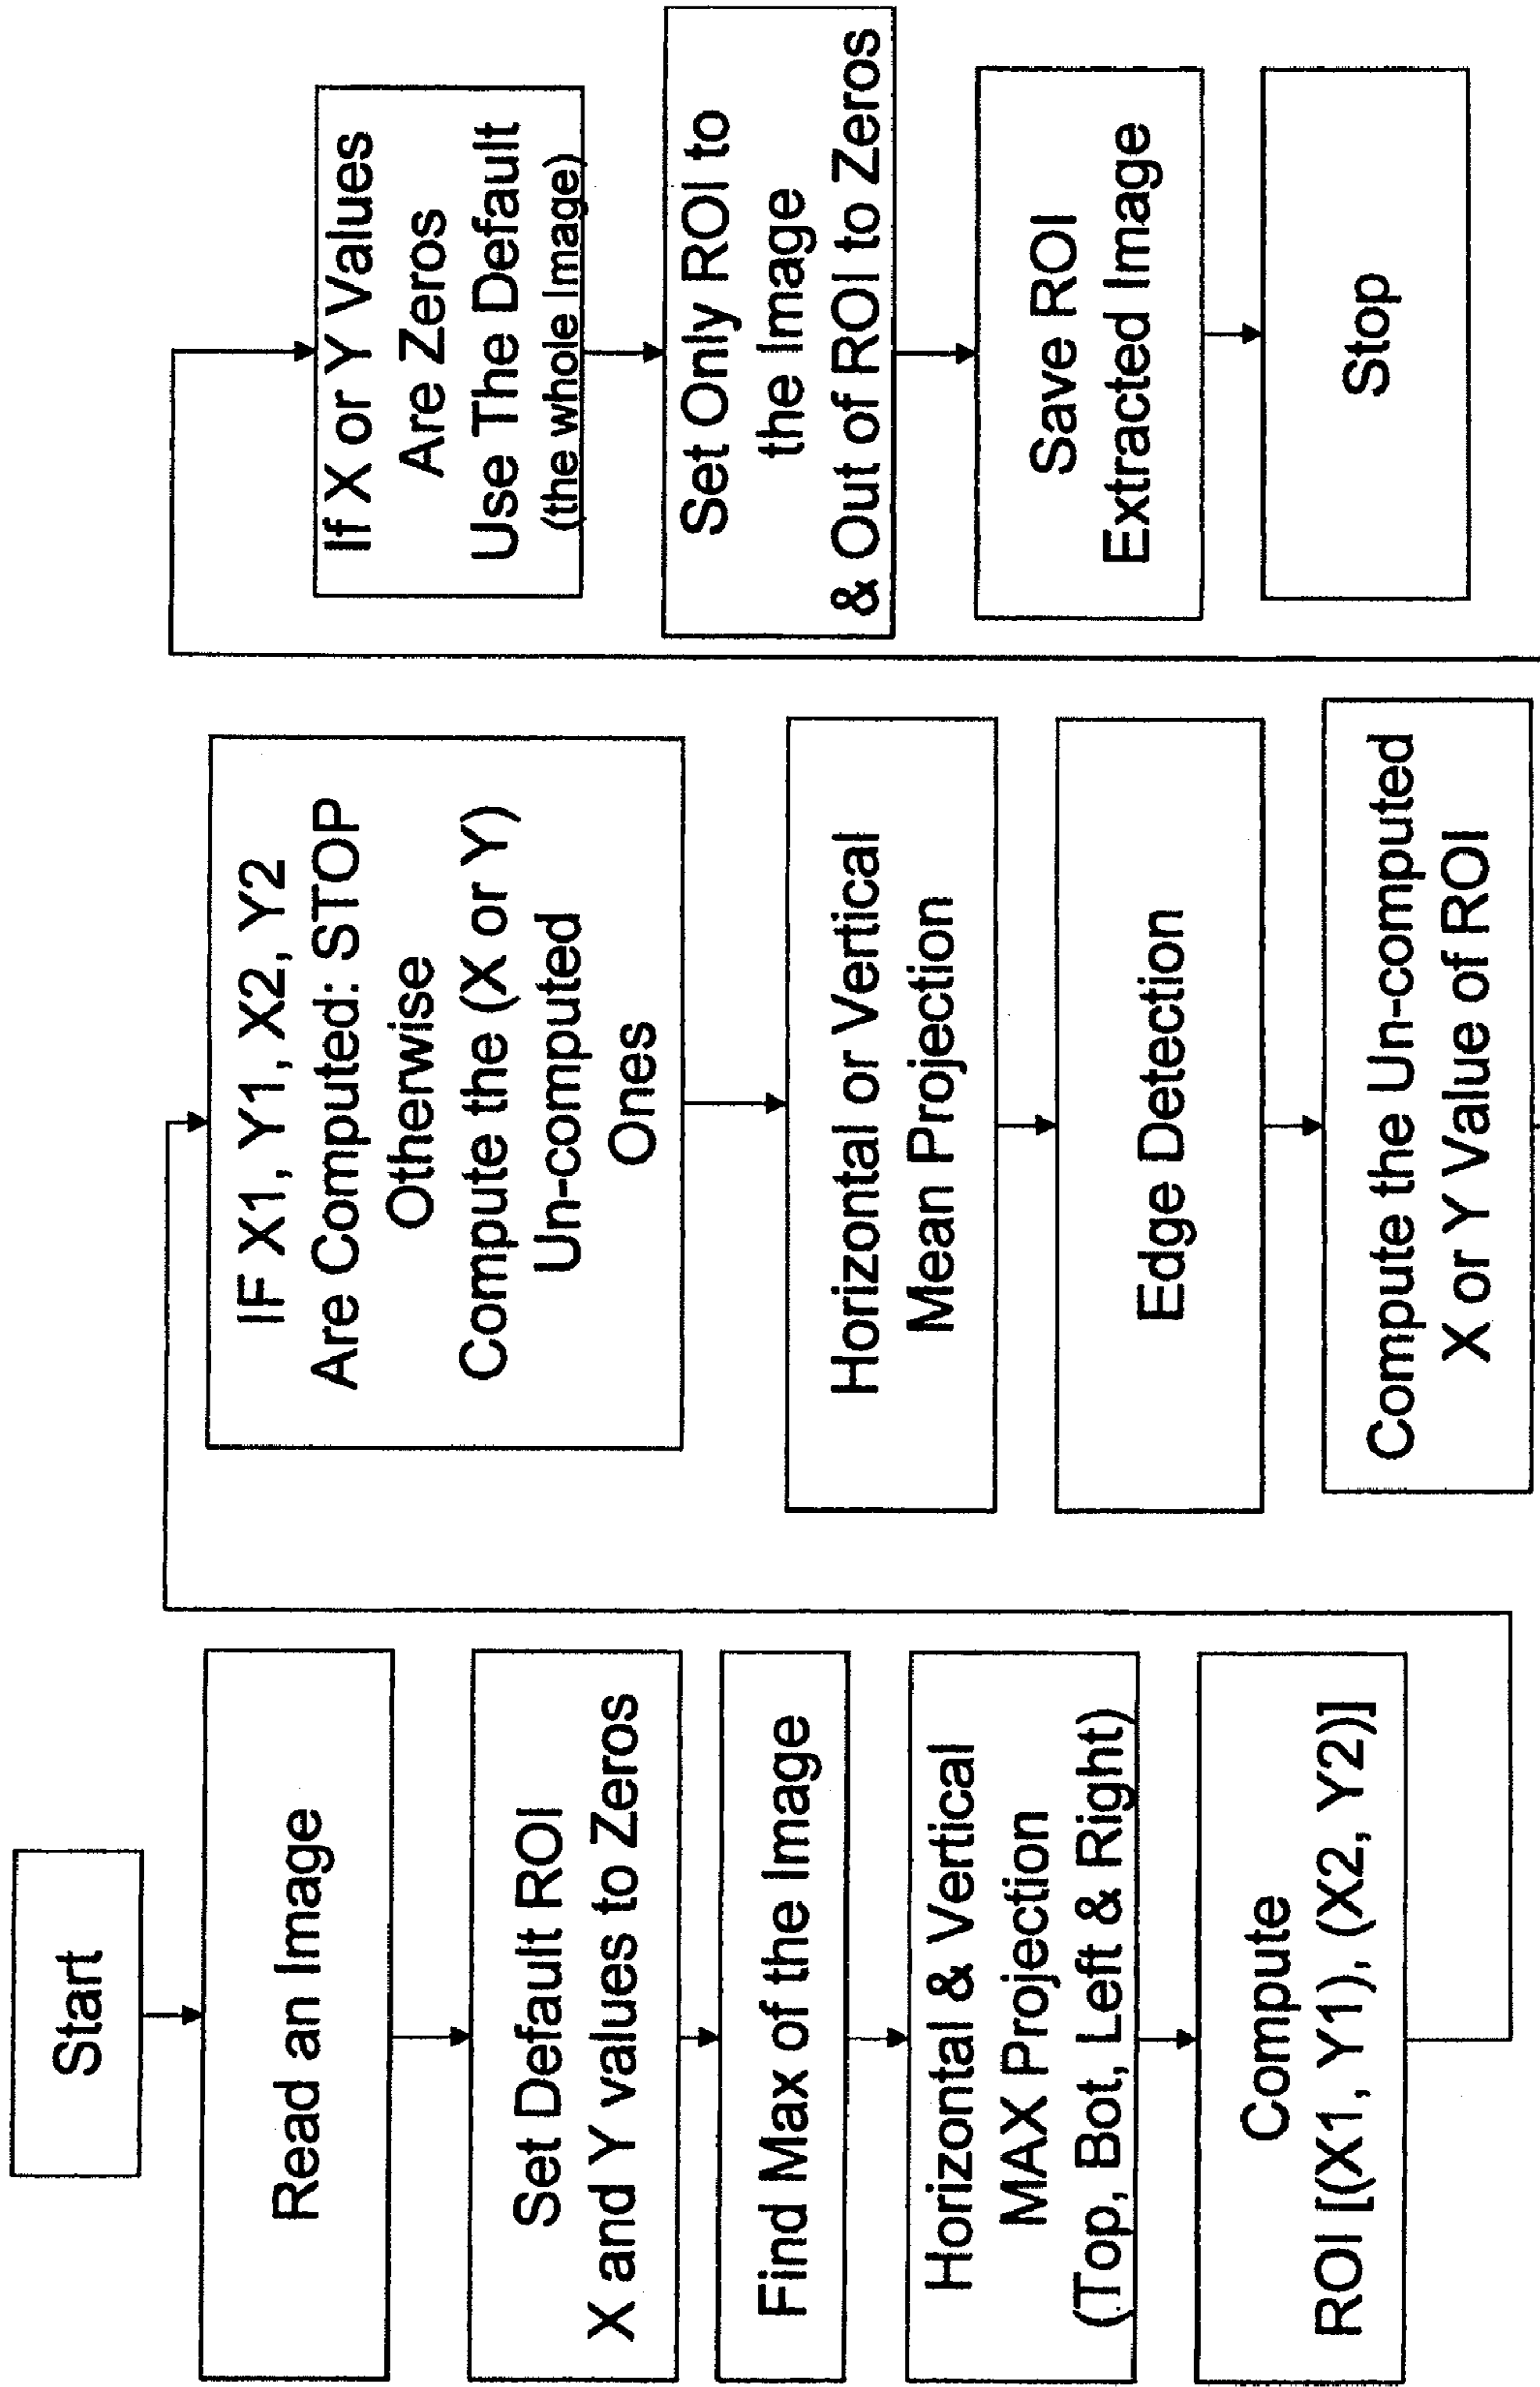 Start
Read an Image
Set Default ROI
X and Y values to Zeros
Find Max of the Image
Horizontal & Vertical
MAX Projection
(Top, Bot, Left & Right)
Compute
ROI [(X1, Y1), (X2, Y2)]
IF X1, Y1, X2, Y2
Are Computed: STOP
Otherwise
Compute the (X or Y)
Un-computed
Ones
Horizontal or Vertical
Mean Projection
Edge Detection
Compute the Un-computed
X or Y Value of ROI
If X or Y Values
Are Zeros
Use The Default
(the whole Image)
Set Only ROI to
the Image
& Out of ROI to Zeros
Save ROI
Extracted Image
Stop